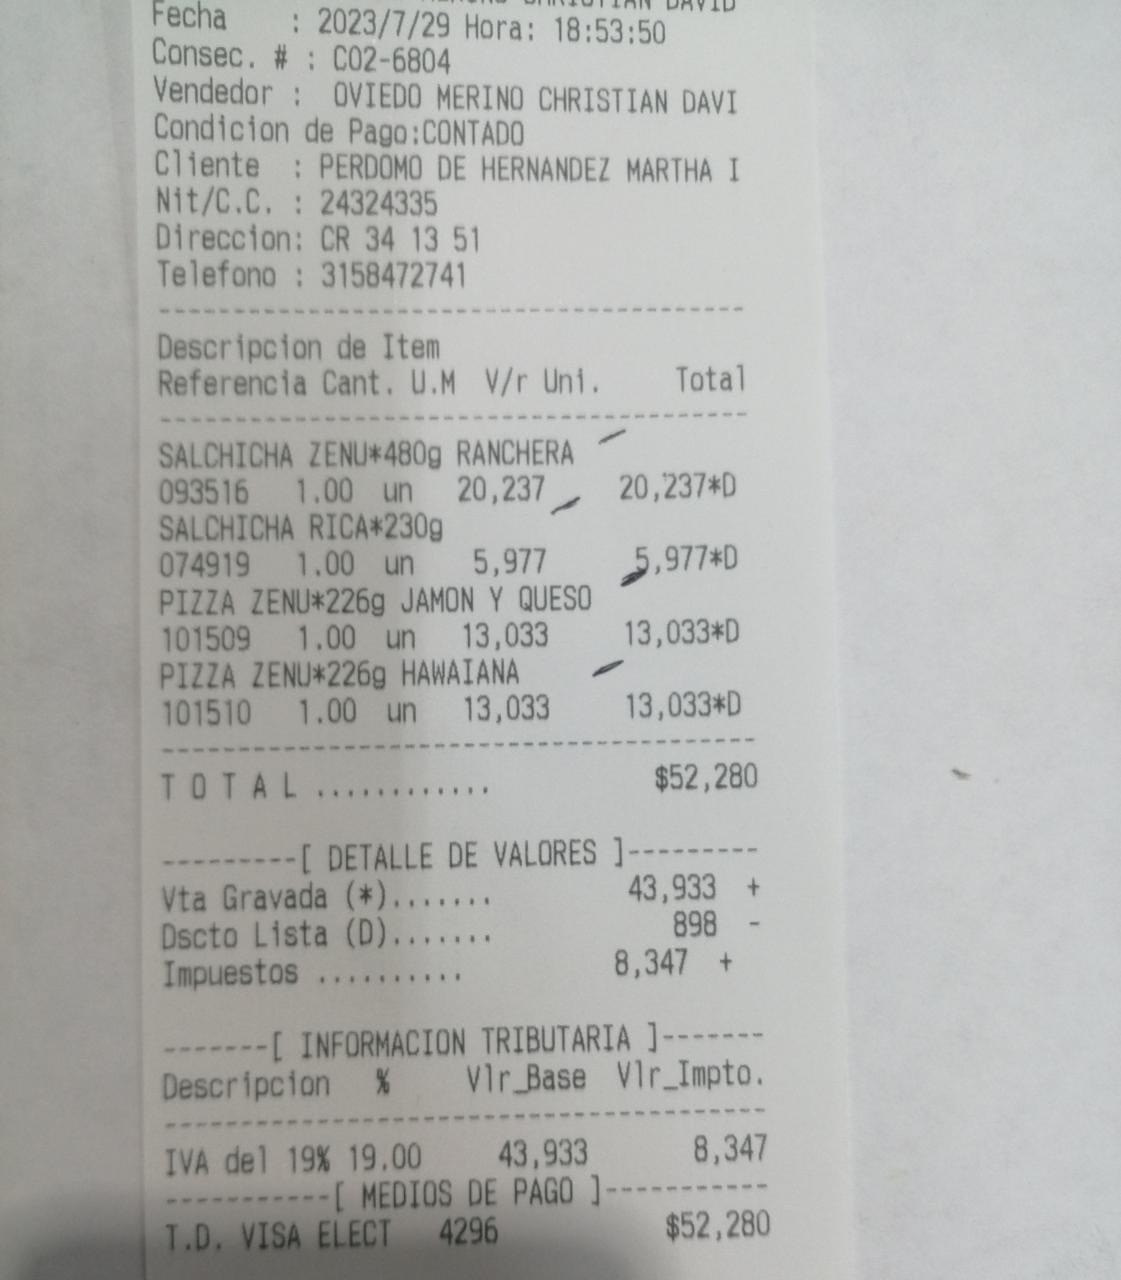 Fecha : 2023/7/29 Hora: 18:53:50
Consec. # : C02-6804
Vendedor : OVIEDO MERINO CHRISTIAN DAVI
Condicion de Pago:CONTADO
Cliente : PERDOMO DE HERNANDEZ MARTHA I
Nit/C.C. : 24324335
Direccion: CR 34 13 51
Telefono : 3158472741
----------------------------------------
Descripcion de Item
Referencia Cant. U.M V/r Uni. Total
----------------------------------------
SALCHICHA ZENU*480g RANCHERA
093516 1.00 un 20,237 20,237*D
SALCHICHA RICA*230g
074919 1.00 un 5,977 5,977*D
PIZZA ZENU*226g JAMON Y QUESO
101509 1.00 un 13,033 13,033*D
PIZZA ZENU*226g HAWAIANA
101510 1.00 un 13,033 13,033*D
----------------------------------------
T O T A L ............ $52,280
---------[ DETALLE DE VALORES ]---------
Vta Gravada (*)....... 43,933 +
Dscto Lista (D)....... 898 -
Impuestos .......... 8,347 +
-------[ INFORMACION TRIBUTARIA ]-------
Descripcion % Vlr_Base Vlr_Impto.
----------------------------------------
IVA del 19% 19.00 43,933 8,347
-----------[ MEDIOS DE PAGO ]-----------
T.D. VISA ELECT 4296 $52,280